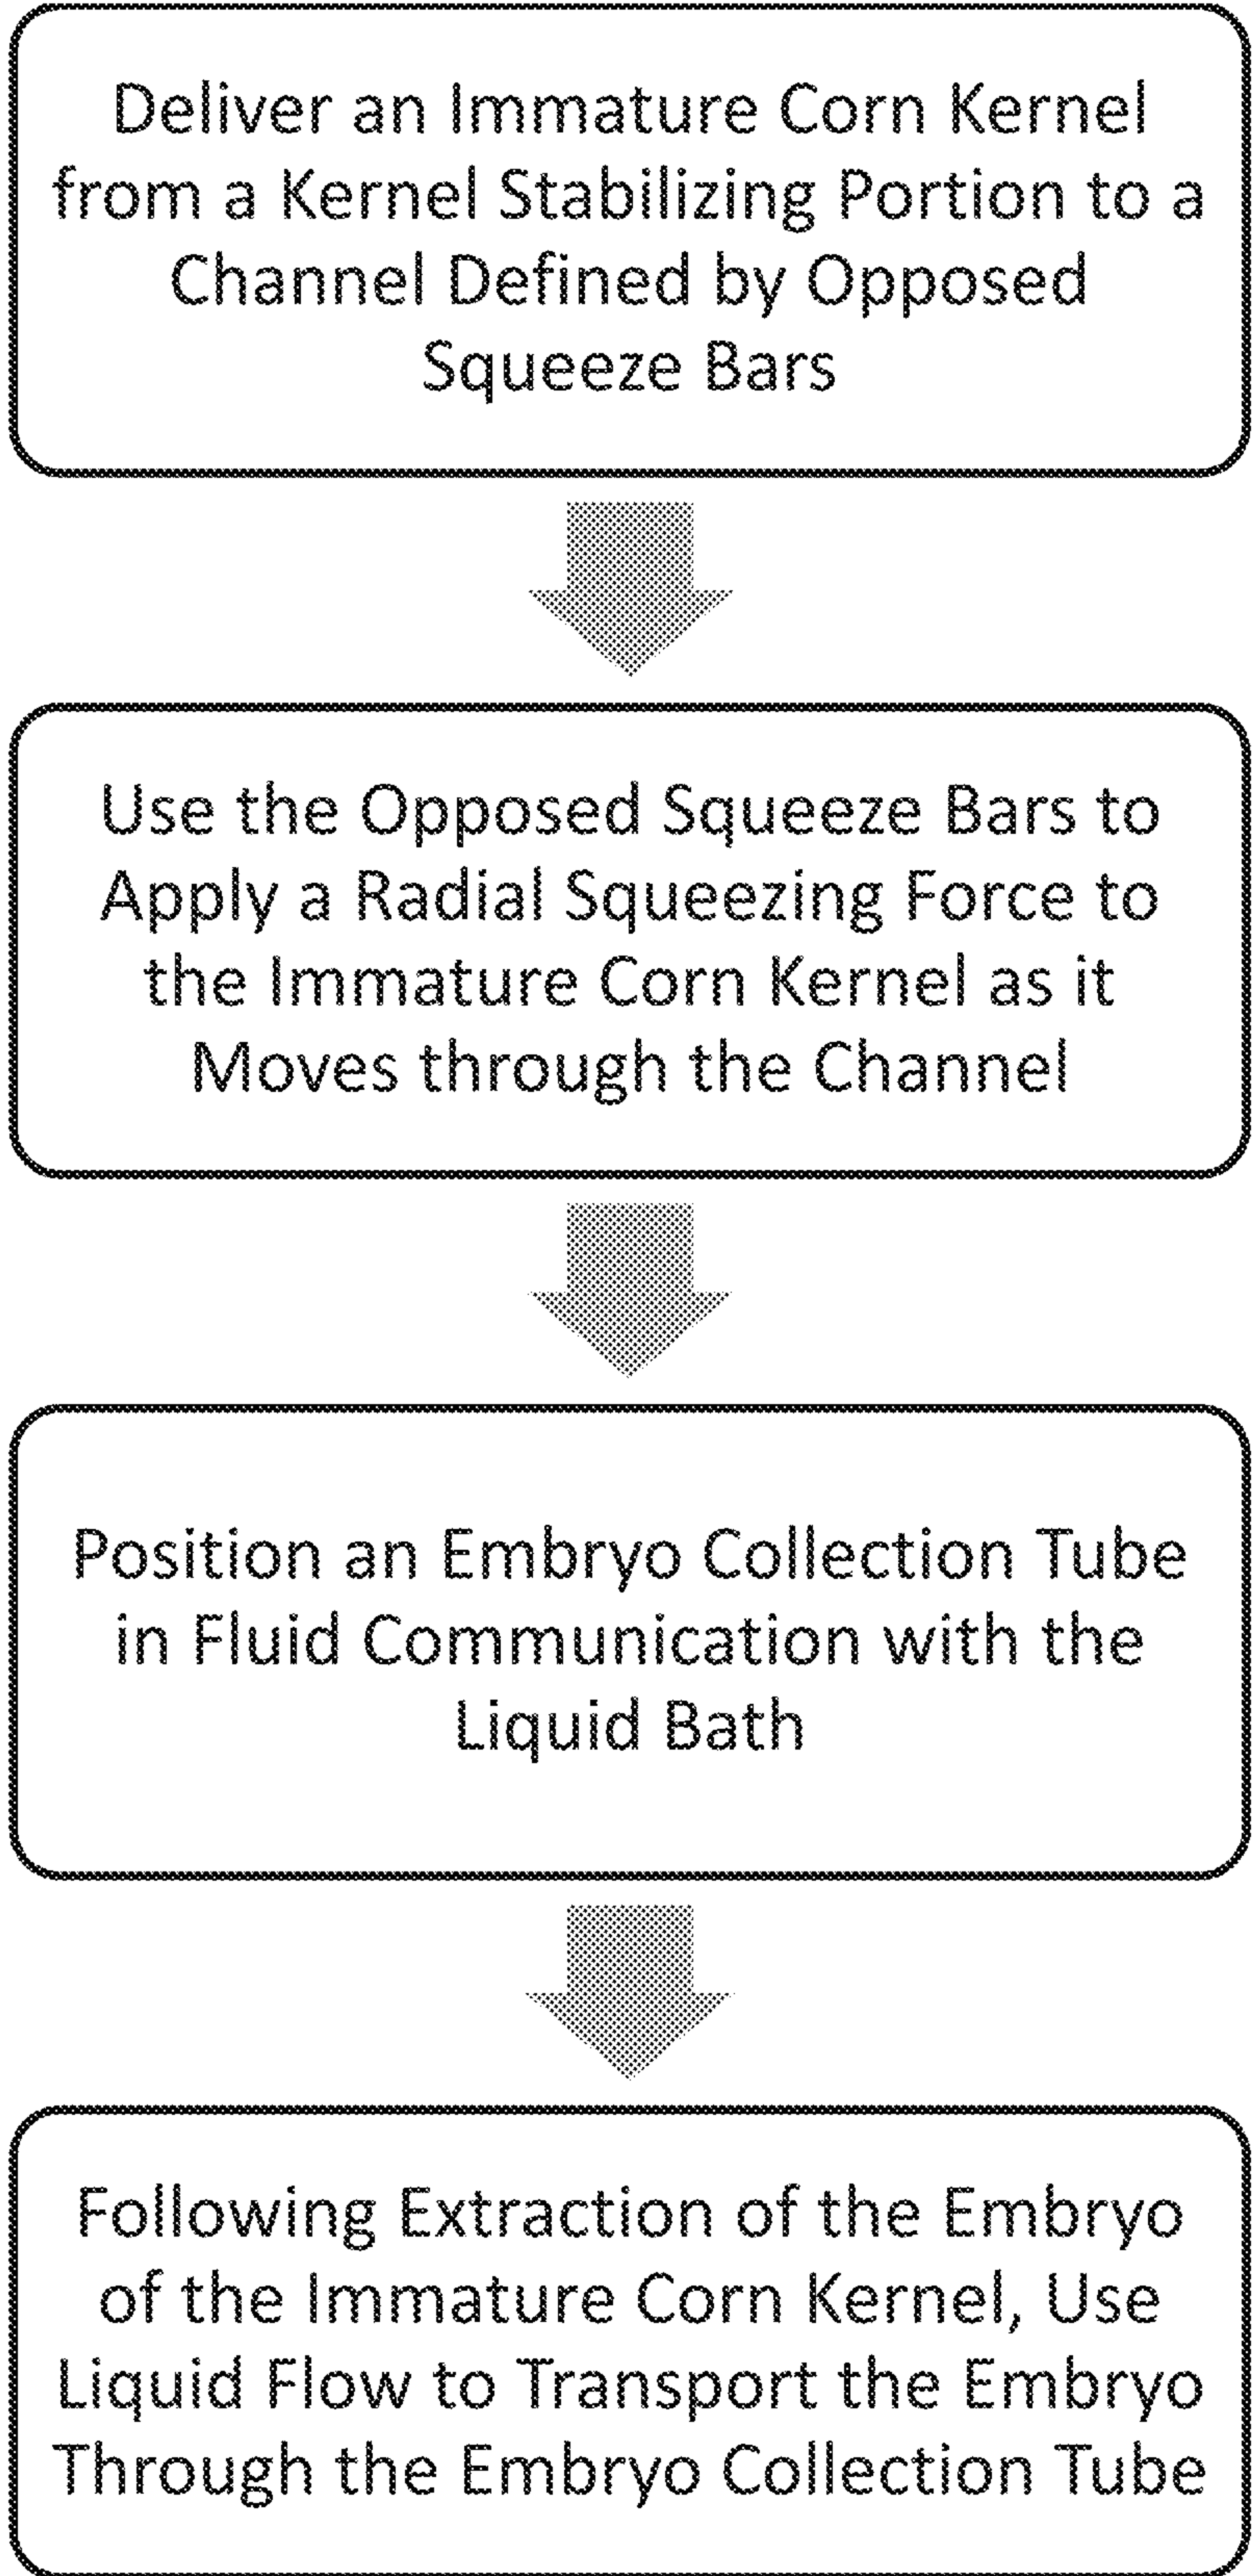 Deliver an Immature Corn Kernel
from a Kernel Stabilizing Portion to a
Channel Defined by Opposed
Squeeze Bars
Use the Opposed Squeeze Bars to
Apply a Radial Squeezing Force to
the Immature Corn Kernel as it
Moves through the Channel
Position an Embryo Collection Tube
in Fluid Communication with the
Liquid Bath
Following Extraction of the Embryo
of the Immature Corn Kernel, Use
Liquid Flow to Transport the Embryo
Through the Embryo Collection Tube